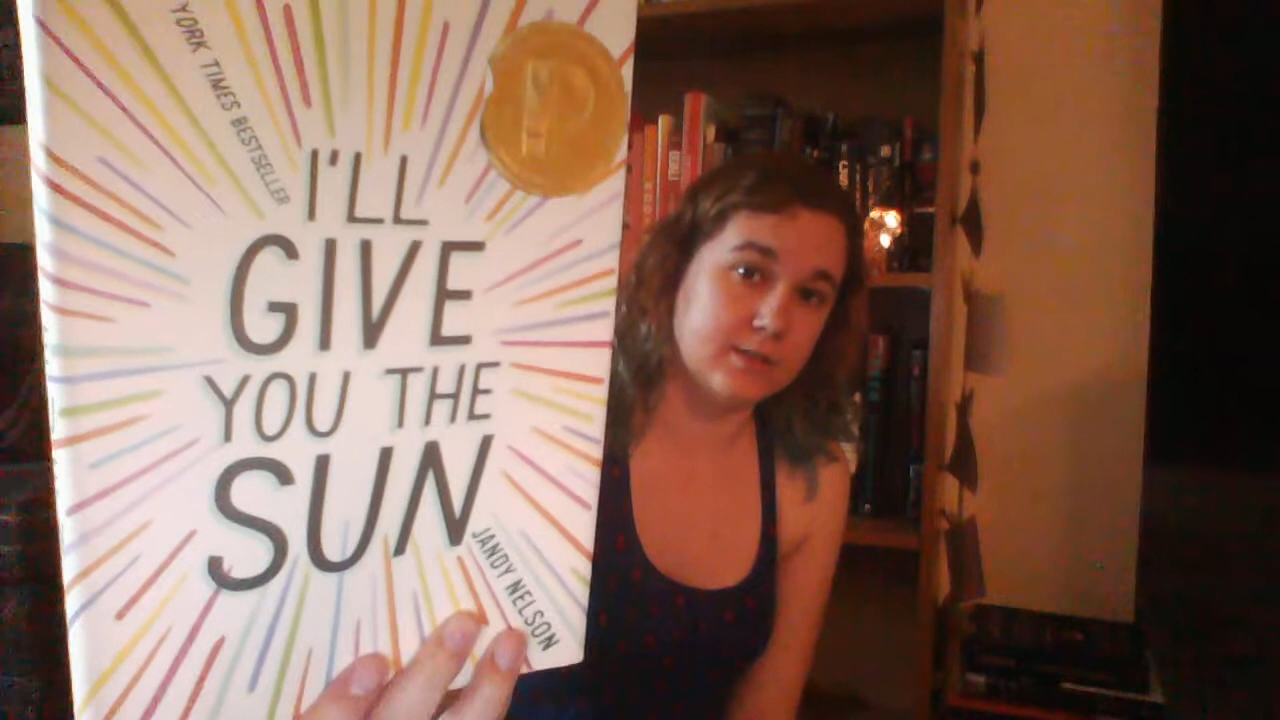 YORK TIMES BESTSELLER
I'LL
GIVE
YOU THE
SUN
JANDY NELSON